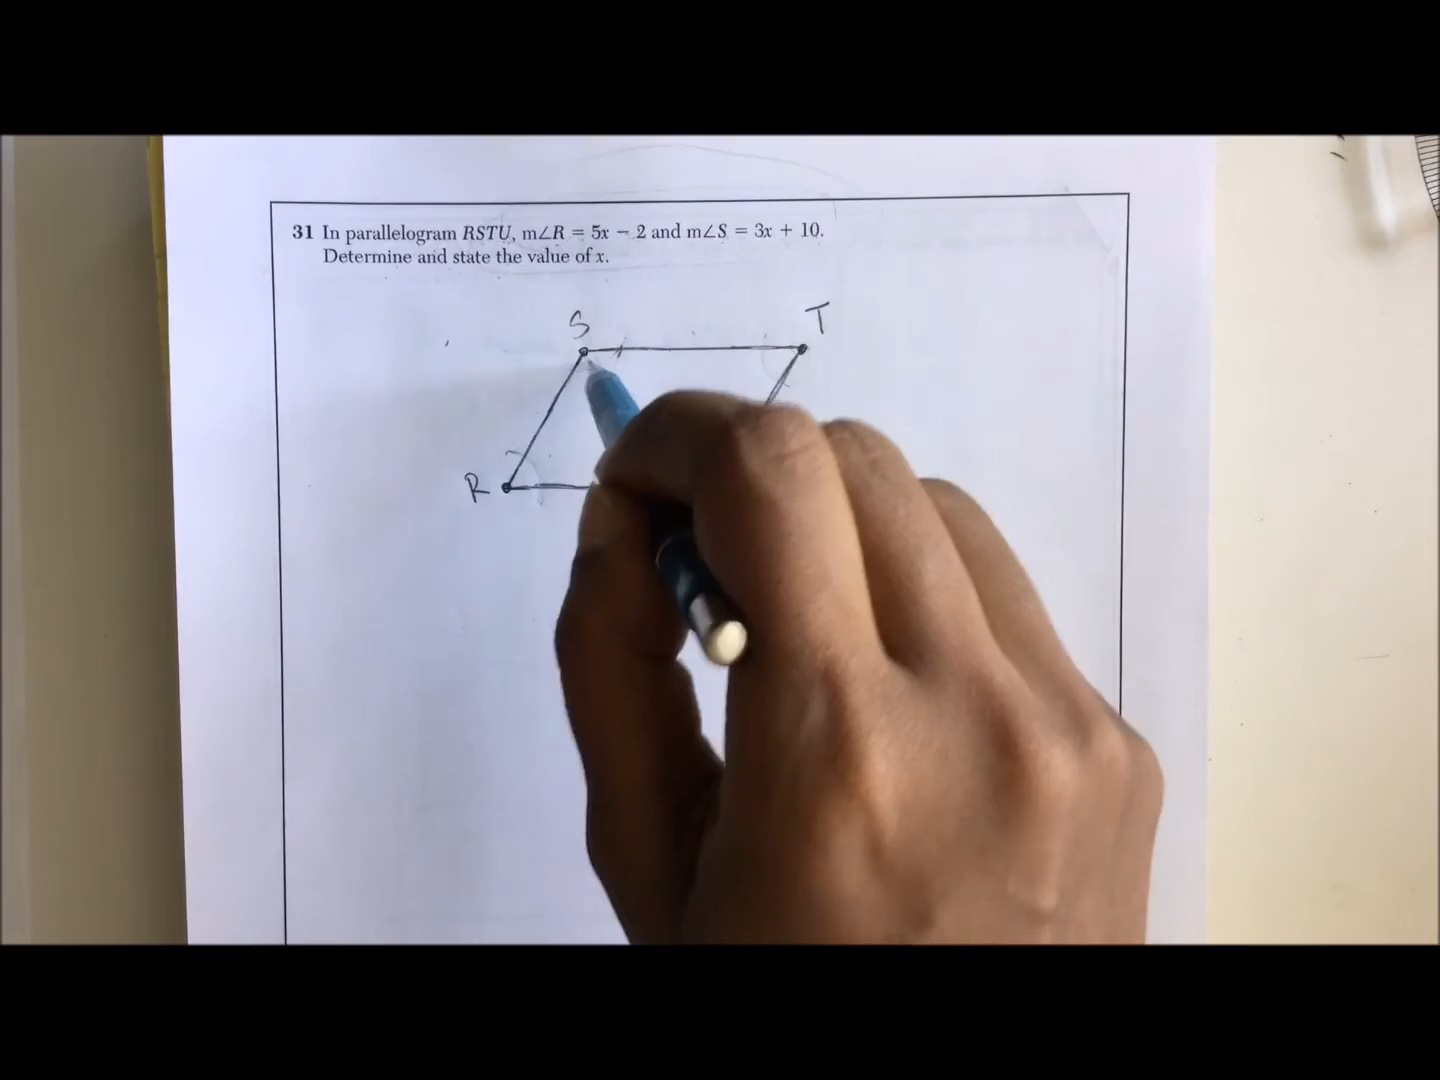 31 In parallelogram RSTU, m∠R = 5x − 2 and m∠S = 3x + 10.
Determine and state the value of x.
S
T
R